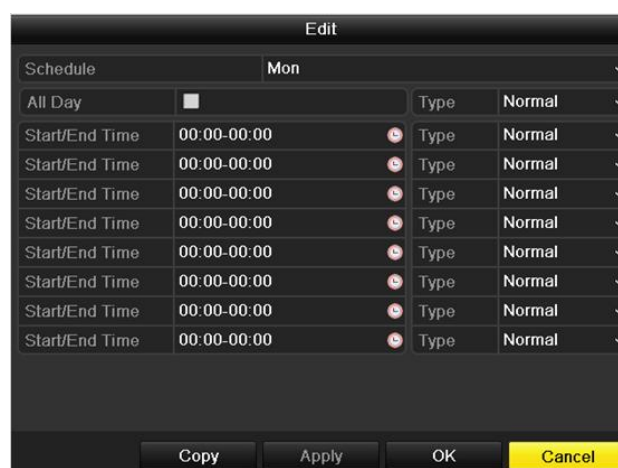 Edit
Schedule Mon
All Day Type Normal
Start/End Time 00:00-00:00 Type Normal
Start/End Time 00:00-00:00 Type Normal
Start/End Time 00:00-00:00 Type Normal
Start/End Time 00:00-00:00 Type Normal
Start/End Time 00:00-00:00 Type Normal
Start/End Time 00:00-00:00 Type Normal
Start/End Time 00:00-00:00 Type Normal
Start/End Time 00:00-00:00 Type Normal
Copy Apply OK Cancel